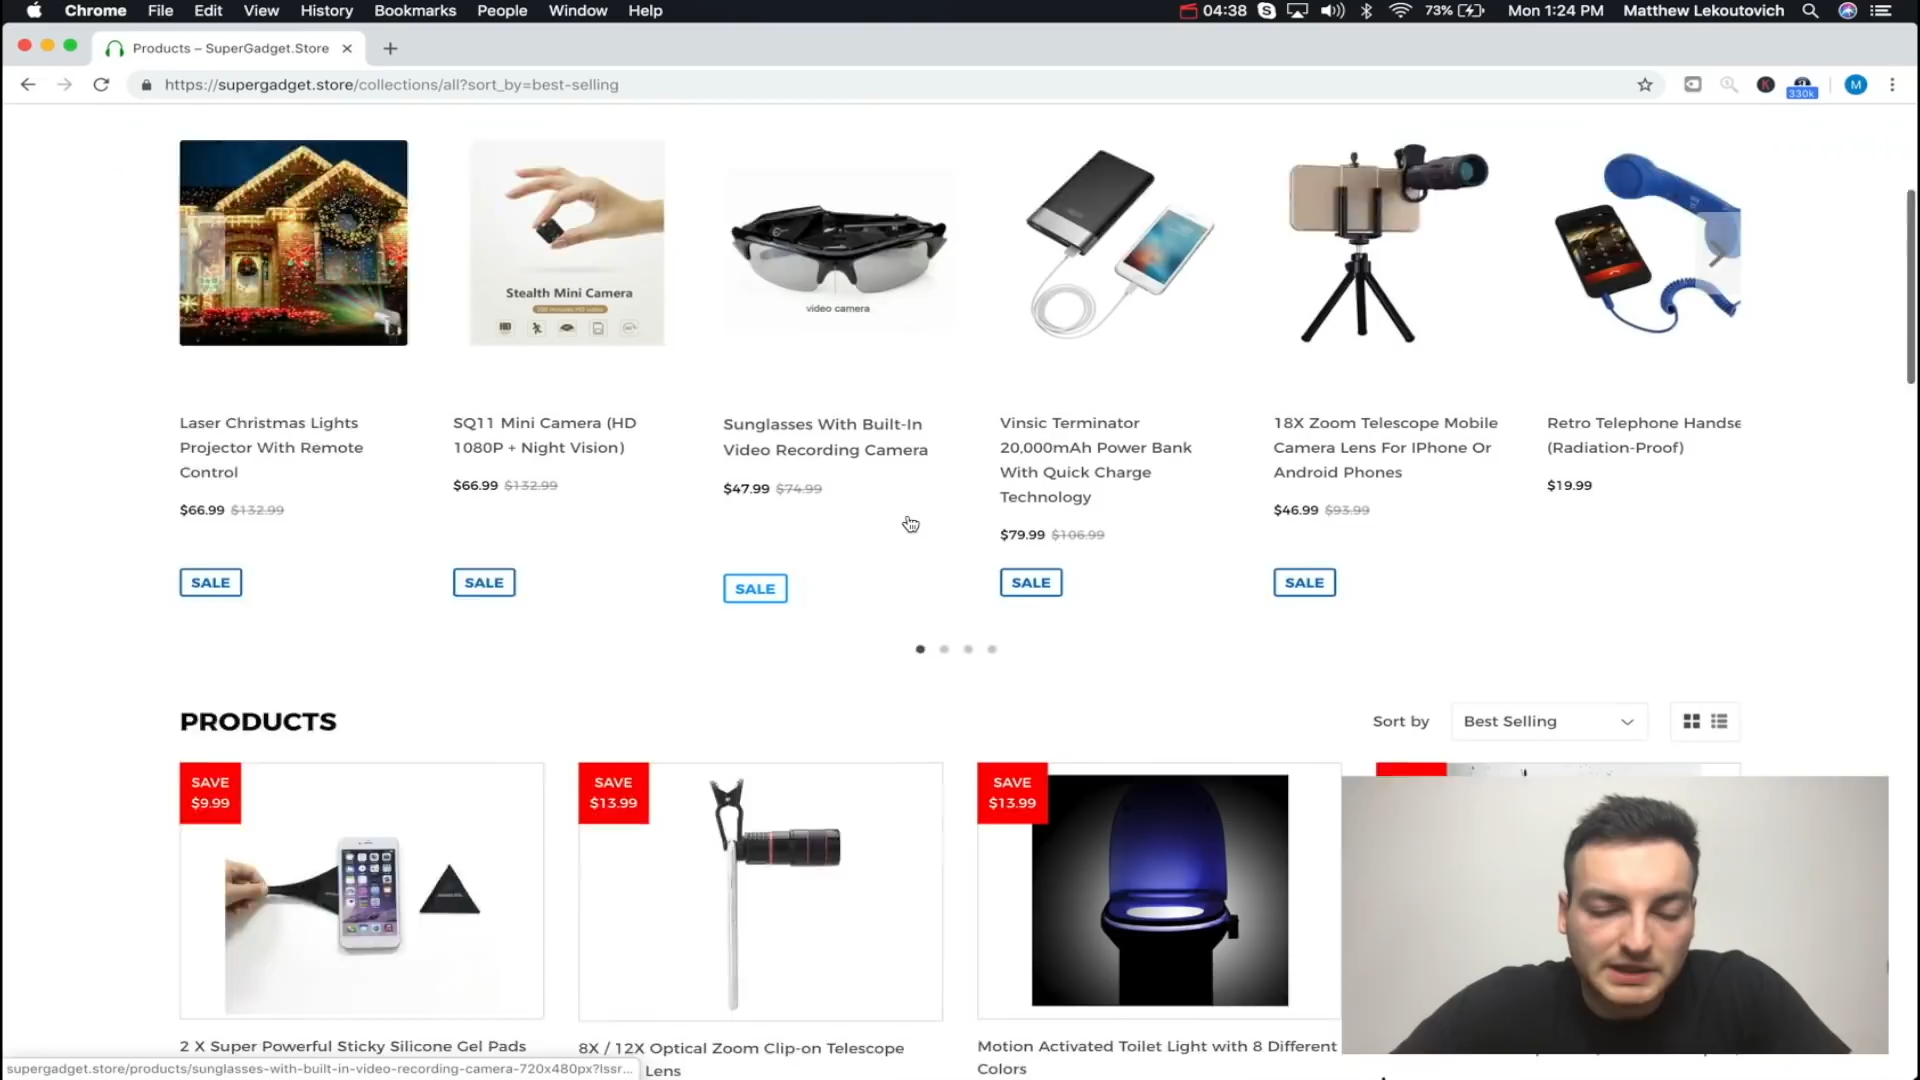 Chrome File Edit View History Bookmarks People Window Help 04:38 73% Mon 1:24 PM Matthew Lekoutovich
Products – SuperGadget.Store
https://supergadget.store/collections/all?sort_by=best-selling
330k
M
Stealth Mini Camera
HD
video camera
Laser Christmas Lights
Projector With Remote
Control
$66.99 $132.99
SALE
SQ11 Mini Camera (HD
1080P + Night Vision)
$66.99 $132.99
SALE
Sunglasses With Built-In
Video Recording Camera
$47.99 $74.99
SALE
Vinsic Terminator
20,000mAh Power Bank
With Quick Charge
Technology
$79.99 $106.99
SALE
18X Zoom Telescope Mobile
Camera Lens For IPhone Or
Android Phones
$46.99 $93.99
SALE
Retro Telephone Handse
(Radiation-Proof)
$19.99
PRODUCTS
Sort by Best Selling
SAVE
$9.99
SAVE
$13.99
SAVE
$13.99
2 X Super Powerful Sticky Silicone Gel Pads
8X / 12X Optical Zoom Clip-on Telescope
Lens
Motion Activated Toilet Light with 8 Different
Colors
supergadget.store/products/sunglasses-with-built-in-video-recording-camera-720x480px?lssr...